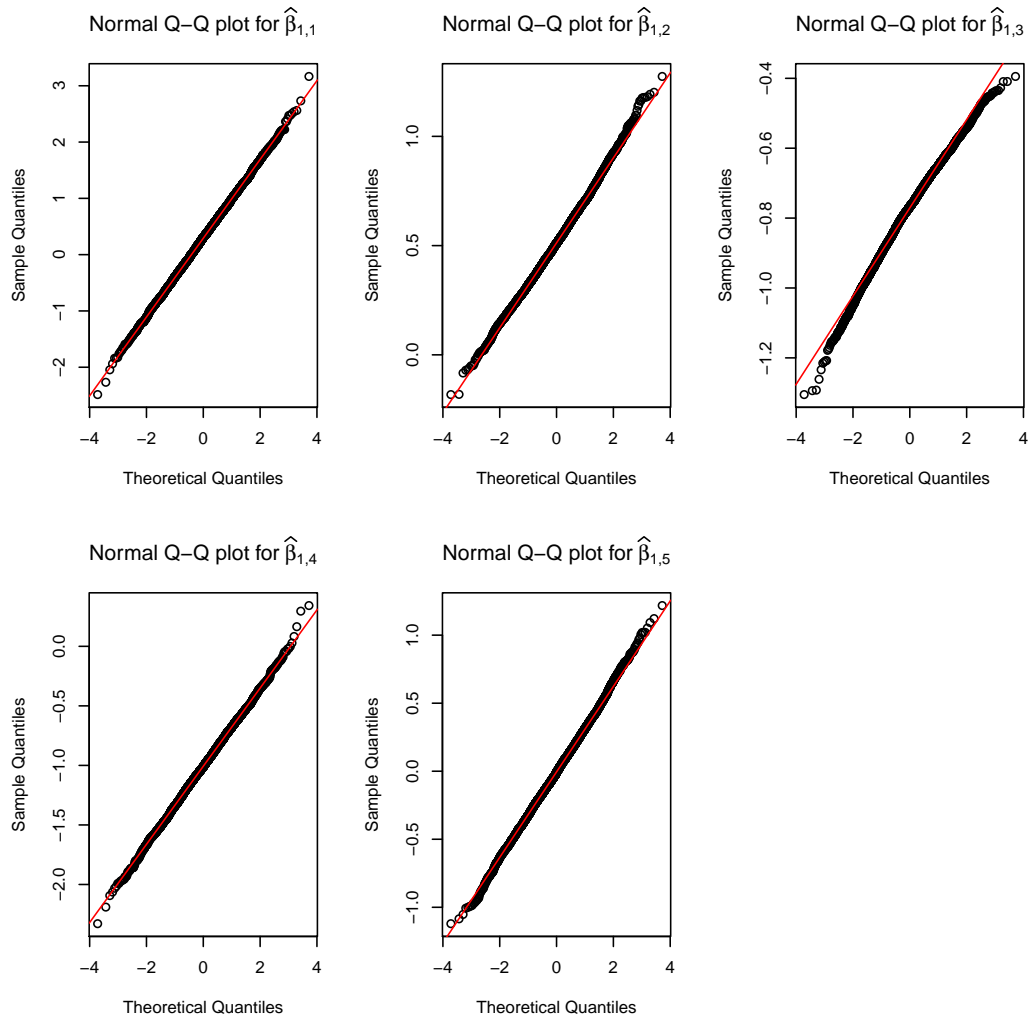 Normal Q−Q plot for β̂1,1
3
2
1
0
−1
−2
Sample Quantiles
−4 −2 0 2 4
Theoretical Quantiles
Normal Q−Q plot for β̂1,2
1.0
0.5
0.0
Sample Quantiles
−4 −2 0 2 4
Theoretical Quantiles
Normal Q−Q plot for β̂1,3
−0.4
−0.6
−0.8
−1.0
−1.2
Sample Quantiles
−4 −2 0 2 4
Theoretical Quantiles
Normal Q−Q plot for β̂1,4
0.0
−0.5
−1.0
−1.5
−2.0
Sample Quantiles
−4 −2 0 2 4
Theoretical Quantiles
Normal Q−Q plot for β̂1,5
1.0
0.5
0.0
−0.5
−1.0
Sample Quantiles
−4 −2 0 2 4
Theoretical Quantiles